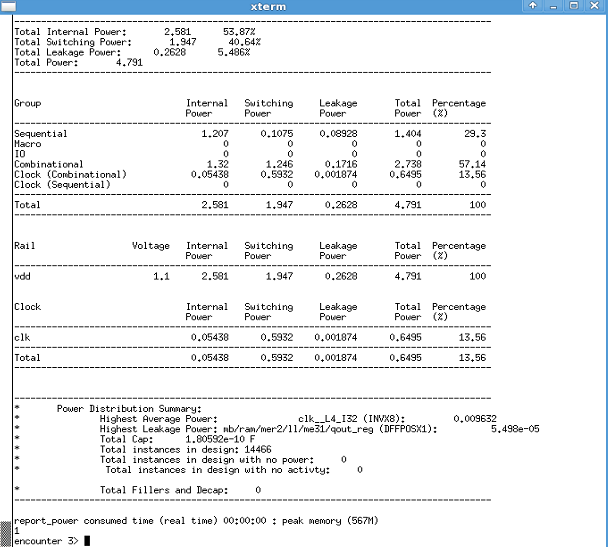 xterm
Total Internal Power: 2.581 53.87%
Total Switching Power: 1.947 40.64%
Total Leakage Power: 0.2628 5.486%
Total Power: 4.791
Group Internal Switching Leakage Total Percentage
Power Power Power Power (%)
Sequential 1.207 0.1075 0.08928 1.404 29.3
Macro 0 0 0 0 0
IO 0 0 0 0 0
Combinational 1.32 1.246 0.1716 2.738 57.14
Clock (Combinational) 0.05438 0.5932 0.001874 0.6495 13.56
Clock (Sequential) 0 0 0 0 0
Total 2.581 1.947 0.2628 4.791 100
Rail Voltage Internal Switching Leakage Total Percentage
Power Power Power Power (%)
vdd 1.1 2.581 1.947 0.2628 4.791 100
Clock Internal Switching Leakage Total Percentage
Power Power Power Power (%)
clk 0.05438 0.5932 0.001874 0.6495 13.56
Total 0.05438 0.5932 0.001874 0.6495 13.56
* Power Distribution Summary:
* Highest Average Power: clk__L4_I32 (INVX8): 0.009632
* Highest Leakage Power: mb/ram/mer2/ll/me31/qout_reg (DFFPOSX1): 5.498e-05
* Total Cap: 1.80592e-10 F
* Total instances in design: 14466
* Total instances in design with no power: 0
* Total instances in design with no activty: 0
* Total Fillers and Decap: 0
report_power consumed time (real time) 00:00:00 : peak memory (567M)
1
encounter 3>